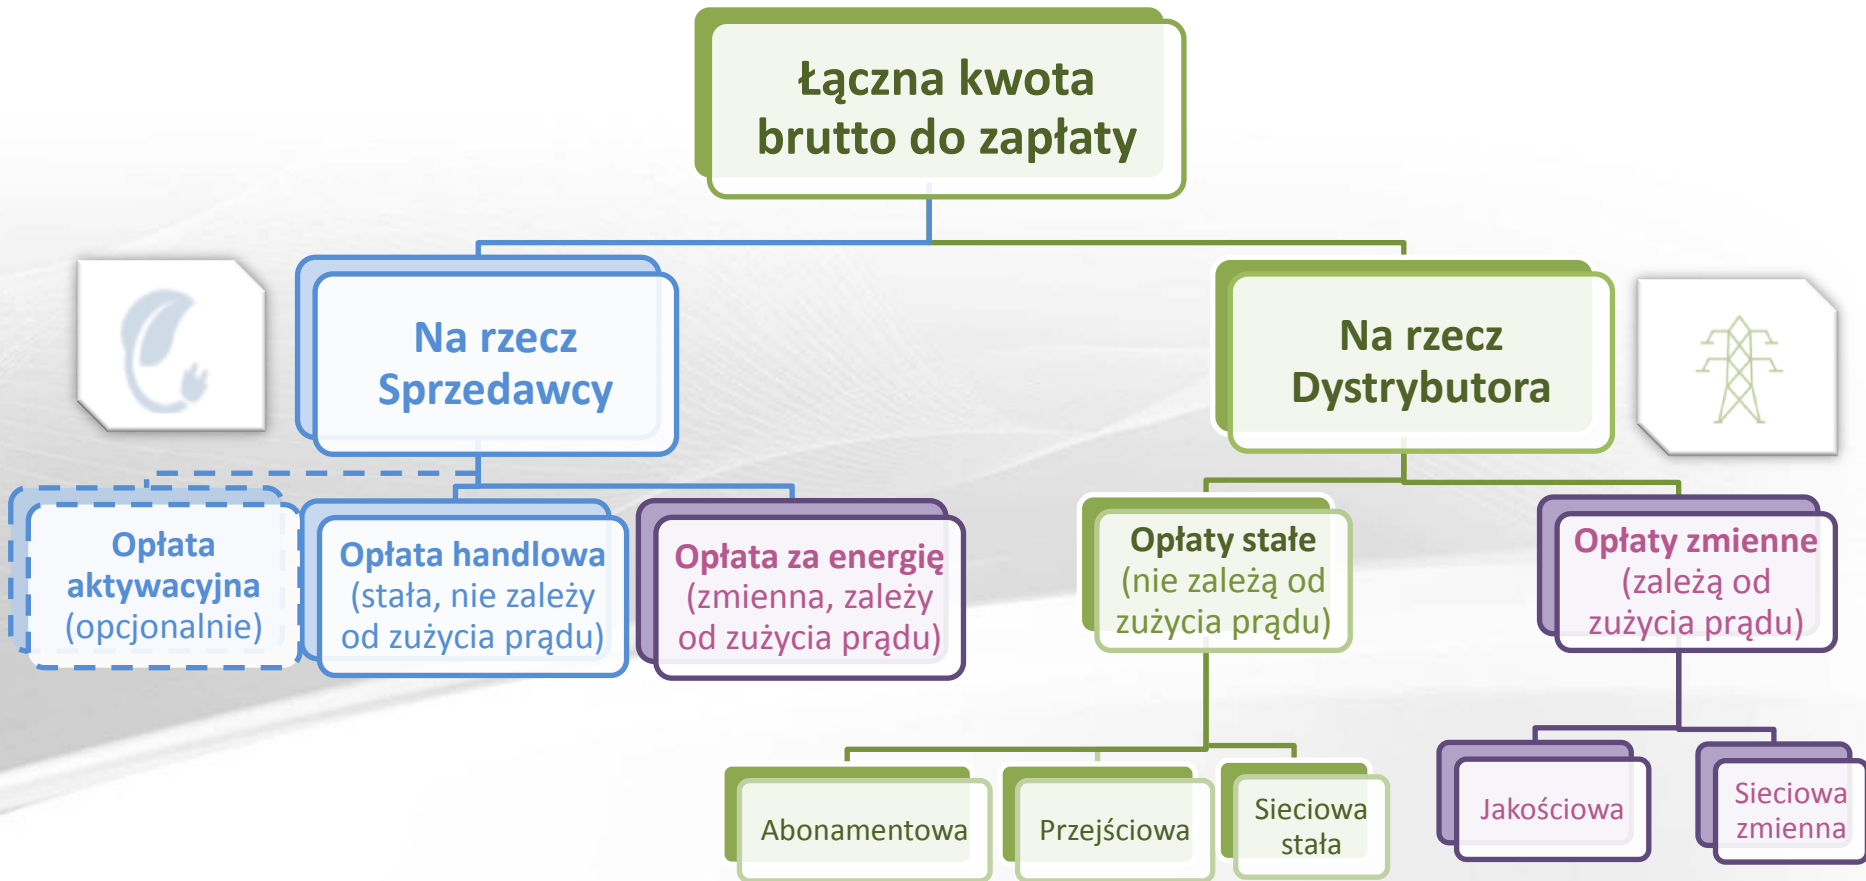 Łączna kwota
brutto do zapłaty
Na rzecz
Sprzedawcy
Na rzecz
Dystrybutora
Opłata
aktywacyjna
(opcjonalnie)
Opłata handlowa
(stała, nie zależy
od zużycia prądu)
Opłata za energię
(zmienna, zależy
od zużycia prądu)
Opłaty stałe
(nie zależą od
zużycia prądu)
Opłaty zmienne
(zależą od
zużycia prądu)
Abonamentowa
Przejściowa
Sieciowa
stała
Jakościowa
Sieciowa
zmienna